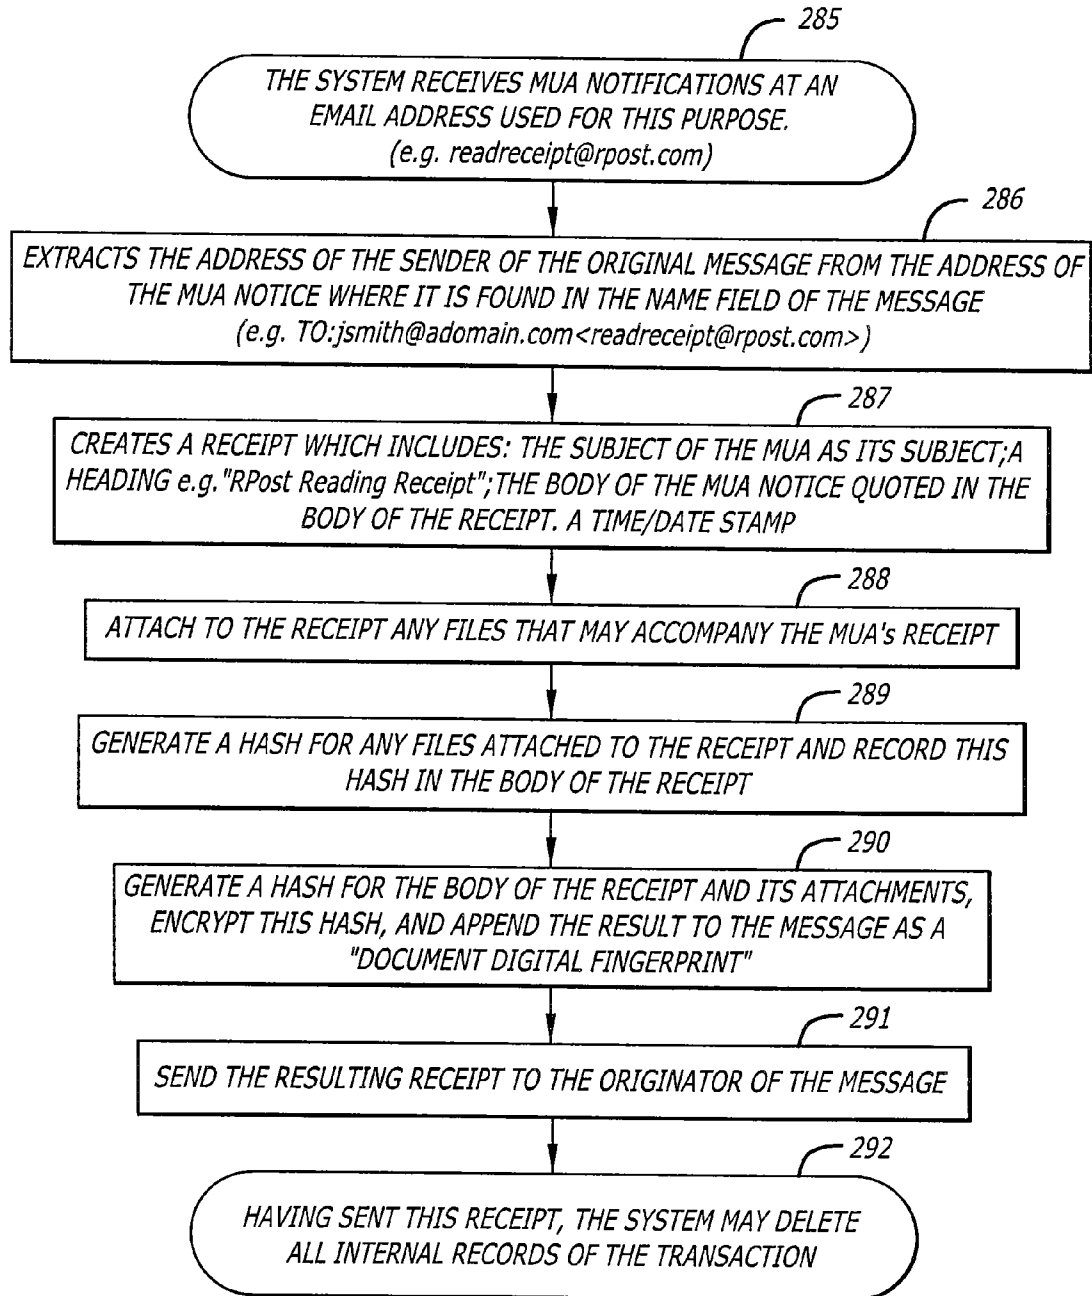 285
THE SYSTEM RECEIVES MUA NOTIFICATIONS AT AN
EMAIL ADDRESS USED FOR THIS PURPOSE.
(e.g. readreceipt@rpost.com)
286
EXTRACTS THE ADDRESS OF THE SENDER OF THE ORIGINAL MESSAGE FROM THE ADDRESS OF
THE MUA NOTICE WHERE IT IS FOUND IN THE NAME FIELD OF THE MESSAGE
(e.g. TO:jsmith@adomain.com<readreceipt@rpost.com>)
287
CREATES A RECEIPT WHICH INCLUDES: THE SUBJECT OF THE MUA AS ITS SUBJECT;A
HEADING e.g."RPost Reading Receipt";THE BODY OF THE MUA NOTICE QUOTED IN THE
BODY OF THE RECEIPT. A TIME/DATE STAMP
288
ATTACH TO THE RECEIPT ANY FILES THAT MAY ACCOMPANY THE MUA's RECEIPT
289
GENERATE A HASH FOR ANY FILES ATTACHED TO THE RECEIPT AND RECORD THIS
HASH IN THE BODY OF THE RECEIPT
290
GENERATE A HASH FOR THE BODY OF THE RECEIPT AND ITS ATTACHMENTS,
ENCRYPT THIS HASH, AND APPEND THE RESULT TO THE MESSAGE AS A
"DOCUMENT DIGITAL FINGERPRINT"
291
SEND THE RESULTING RECEIPT TO THE ORIGINATOR OF THE MESSAGE
292
HAVING SENT THIS RECEIPT, THE SYSTEM MAY DELETE
ALL INTERNAL RECORDS OF THE TRANSACTION